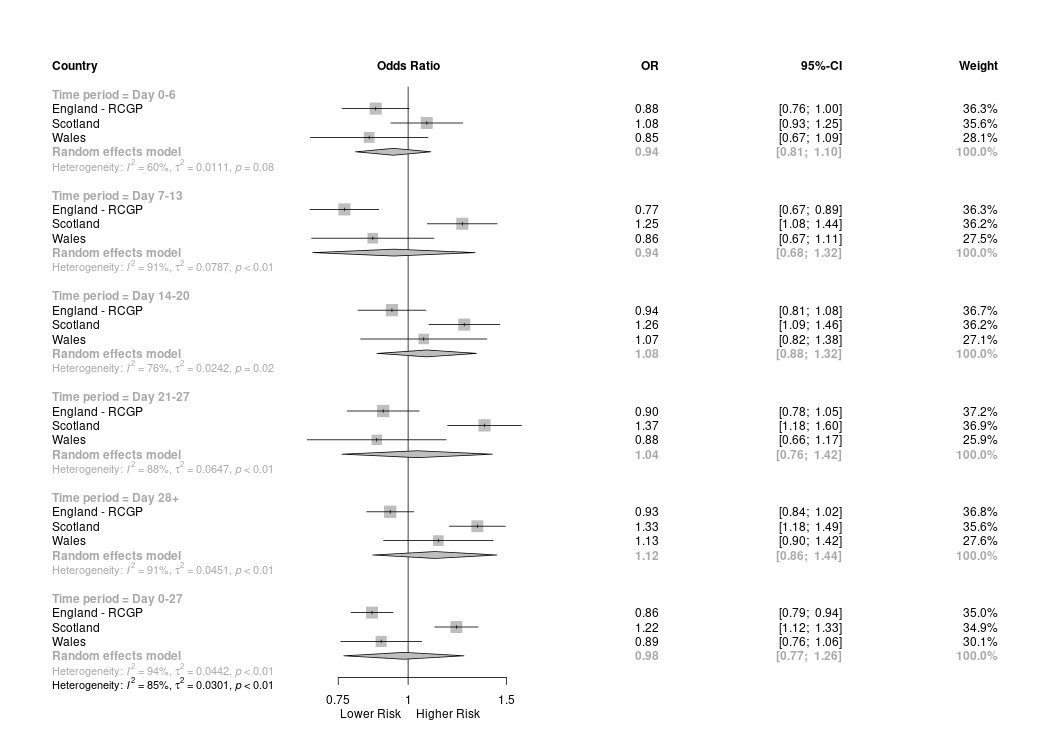 Country Odds Ratio OR 95%-CI Weight
Time period = Day 0-6
England - RCGP 0.88 [0.76; 1.00] 36.3%
Scotland 1.08 [0.93; 1.25] 35.6%
Wales 0.85 [0.67; 1.09] 28.1%
Random effects model 0.94 [0.81; 1.10] 100.0%
Heterogeneity: I² = 60%, τ² = 0.0111, p = 0.08
Time period = Day 7-13
England - RCGP 0.77 [0.67; 0.89] 36.3%
Scotland 1.25 [1.08; 1.44] 36.2%
Wales 0.86 [0.67; 1.11] 27.5%
Random effects model 0.94 [0.68; 1.32] 100.0%
Heterogeneity: I² = 91%, τ² = 0.0787, p < 0.01
Time period = Day 14-20
England - RCGP 0.94 [0.81; 1.08] 36.7%
Scotland 1.26 [1.09; 1.46] 36.2%
Wales 1.07 [0.82; 1.38] 27.1%
Random effects model 1.08 [0.88; 1.32] 100.0%
Heterogeneity: I² = 76%, τ² = 0.0242, p = 0.02
Time period = Day 21-27
England - RCGP 0.90 [0.78; 1.05] 37.2%
Scotland 1.37 [1.18; 1.60] 36.9%
Wales 0.88 [0.66; 1.17] 25.9%
Random effects model 1.04 [0.76; 1.42] 100.0%
Heterogeneity: I² = 88%, τ² = 0.0647, p < 0.01
Time period = Day 28+
England - RCGP 0.93 [0.84; 1.02] 36.8%
Scotland 1.33 [1.18; 1.49] 35.6%
Wales 1.13 [0.90; 1.42] 27.6%
Random effects model 1.12 [0.86; 1.44] 100.0%
Heterogeneity: I² = 91%, τ² = 0.0451, p < 0.01
Time period = Day 0-27
England - RCGP 0.86 [0.79; 0.94] 35.0%
Scotland 1.22 [1.12; 1.33] 34.9%
Wales 0.89 [0.76; 1.06] 30.1%
Random effects model 0.98 [0.77; 1.26] 100.0%
Heterogeneity: I² = 94%, τ² = 0.0442, p < 0.01
Heterogeneity: I² = 85%, τ² = 0.0301, p < 0.01
0.75 1 1.5
Lower Risk Higher Risk